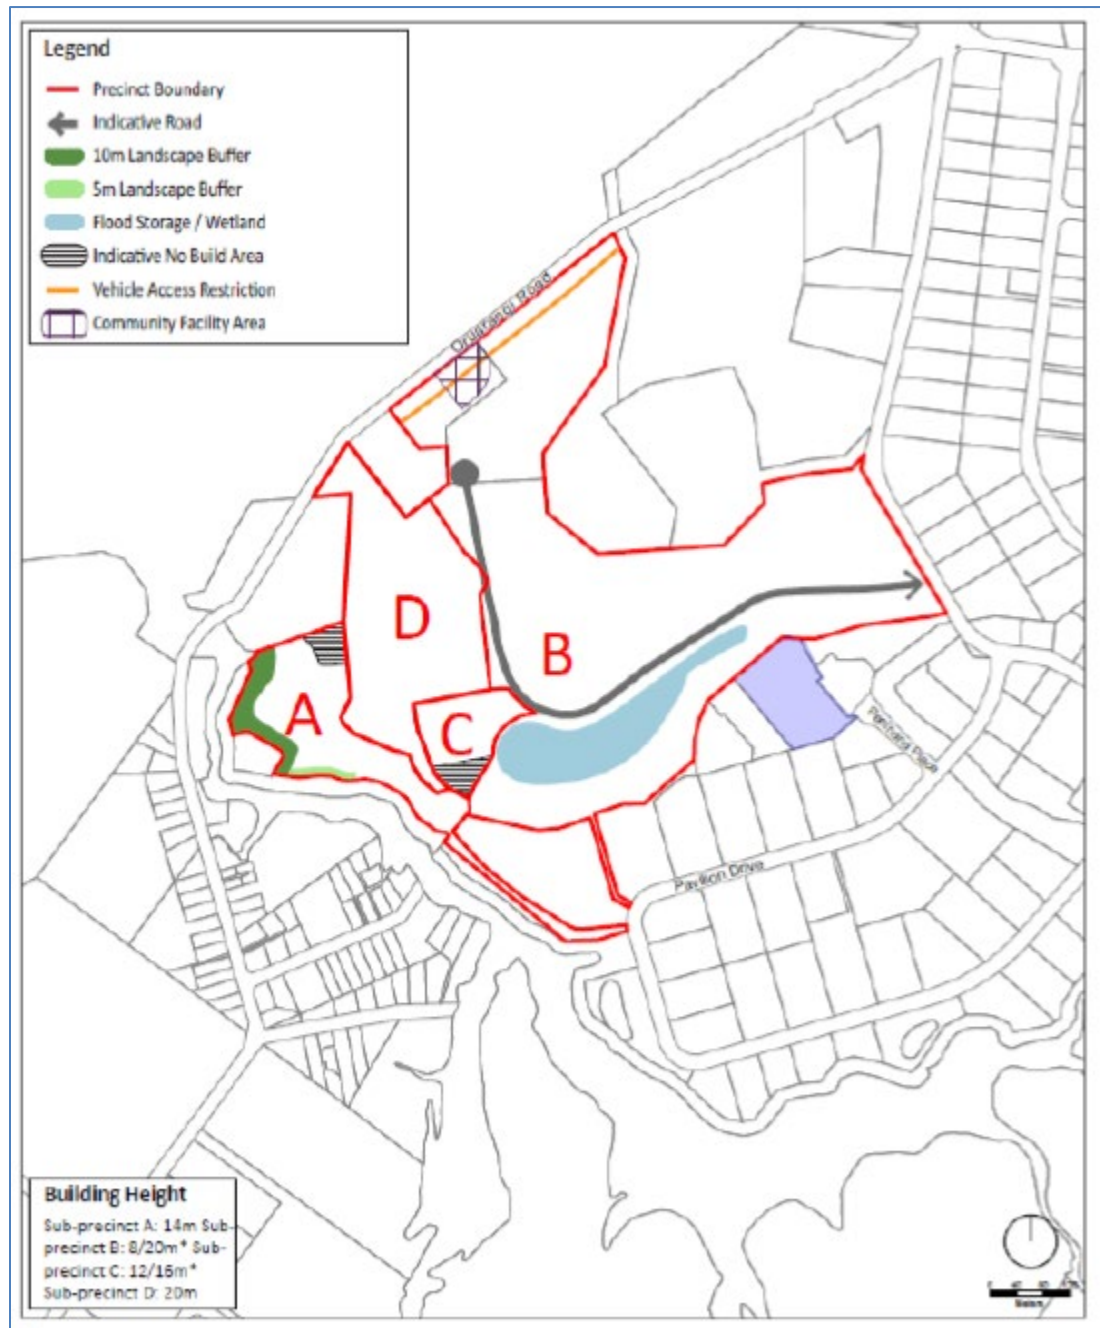 Legend
Precinct Boundary
Indicative Road
10m Landscape Buffer
5m Landscape Buffer
Flood Storage / Wetland
Indicative No Build Area
Vehicle Access Restriction
Community Facility Area
Road
D
B
A
C
Place
Pavilion Drive
Building Height
Sub-precinct A: 14m Sub-
precinct B: 8/20m* Sub-
precinct C: 12/16m*
Sub-precinct D: 20m